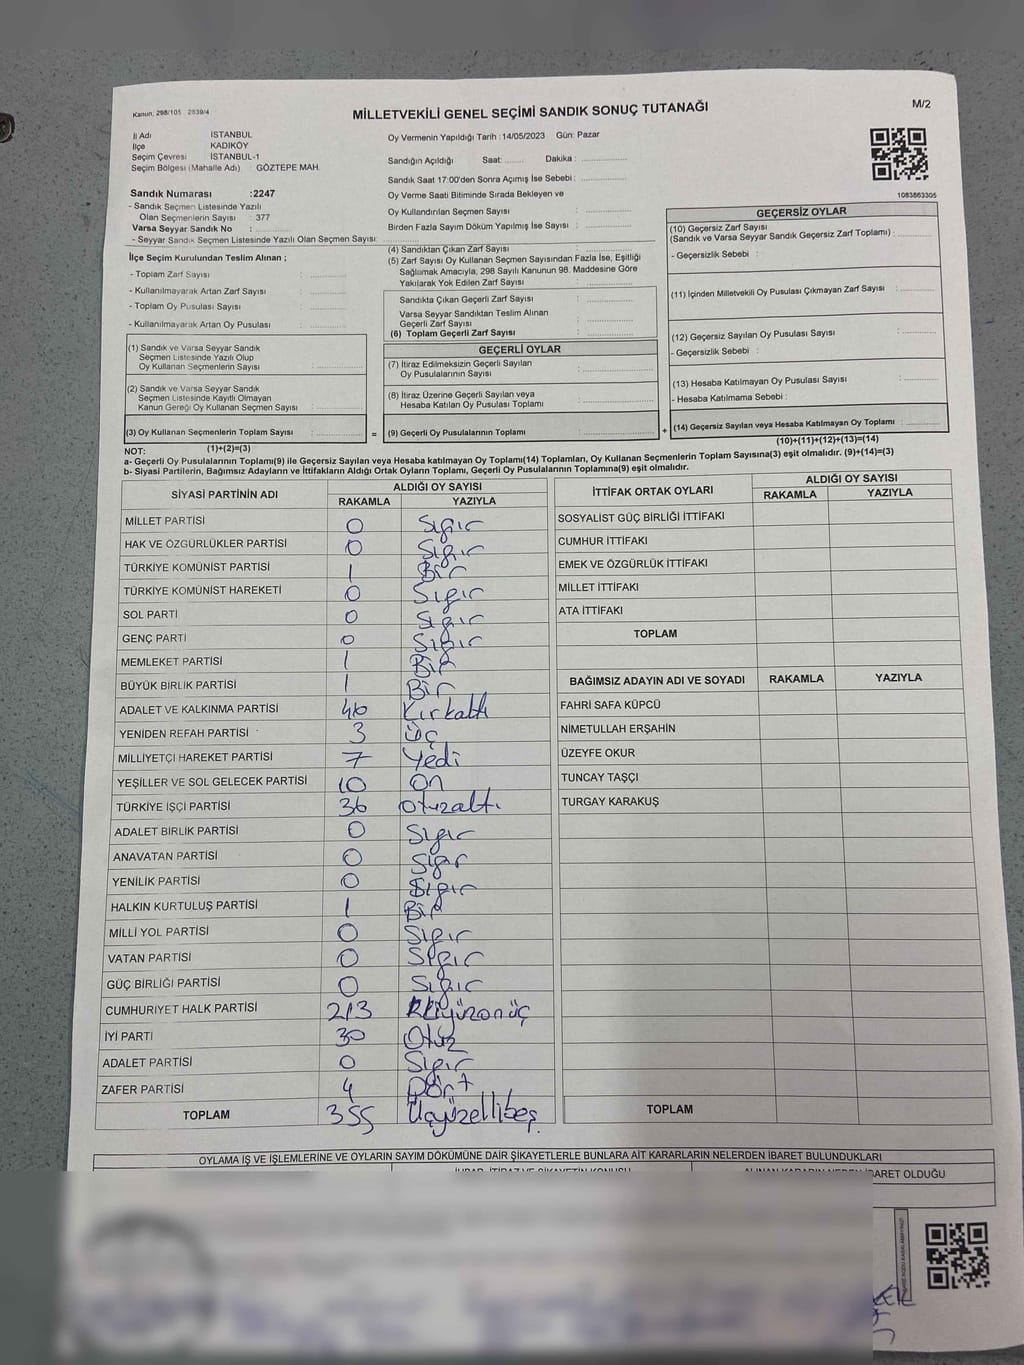 Kanun: 298/105 2839/4
MİLLETVEKİLİ GENEL SEÇİMİ SANDIK SONUÇ TUTANAĞI
M/2
İl Adı İSTANBUL
İlçe KADIKÖY
Seçim Çevresi İSTANBUL-1
Seçim Bölgesi (Mahalle Adı) GÖZTEPE MAH.
Oy Vermenin Yapıldığı Tarih : 14/05/2023 Gün: Pazar
Sandığın Açıldığı Saat: ........ Dakika : ....................
Sandık Saat 17:00'den Sonra Açımış İse Sebebi : ....................
Sandık Numarası :2247
- Sandık Seçmen Listesinde Yazılı
Olan Seçmenlerin Sayısı : 377
Varsa Seyyar Sandık No : ....................
- Seyyar Sandık Seçmen Listesinde Yazılı Olan Seçmen Sayısı: ....................
Oy Verme Saati Bitiminde Sırada Bekleyen ve
Oy Kullandırılan Seçmen Sayısı : ....................
Birden Fazla Sayım Döküm Yapılmış İse Sayısı : ....................
1083863305
İlçe Seçim Kurulundan Teslim Alınan ;
- Toplam Zarf Sayısı : ....................
- Kullanılmayarak Artan Zarf Sayısı : ....................
- Toplam Oy Pusulası Sayısı : ....................
- Kullanılmayarak Artan Oy Pusulası : ....................
(1) Sandık ve Varsa Seyyar Sandık
Seçmen Listesinde Yazılı Olup
Oy Kullanan Seçmenlerin Sayısı : ....................
(2) Sandık ve Varsa Seyyar Sandık
Seçmen Listesinde Kayıtlı Olmayan
Kanun Gereği Oy Kullanan Seçmen Sayısı : ....................
(3) Oy Kullanan Seçmenlerin Toplam Sayısı : .................... =
(1)+(2)=(3)
(4) Sandıktan Çıkan Zarf Sayısı : ....................
(5) Zarf Sayısı Oy Kullanan Seçmen Sayısından Fazla İse, Eşitliği
Sağlamak Amacıyla, 298 Sayılı Kanunun 98. Maddesine Göre
Yakılarak Yok Edilen Zarf Sayısı : ....................
Sandıkta Çıkan Geçerli Zarf Sayısı : ....................
Varsa Seyyar Sandıktan Teslim Alınan
Geçerli Zarf Sayısı : ....................
(6) Toplam Geçerli Zarf Sayısı : ....................
GEÇERLİ OYLAR
(7) İtiraz Edilmeksizin Geçerli Sayılan
Oy Pusulalarının Sayısı : ....................
(8) İtiraz Üzerine Geçerli Sayılan veya
Hesaba Katılan Oy Pusulası Toplamı : ....................
(9) Geçerli Oy Pusulalarının Toplamı : .................... +
GEÇERSİZ OYLAR
(10) Geçersiz Zarf Sayısı
(Sandık ve Varsa Seyyar Sandık Geçersiz Zarf Toplamı) : ....................
- Geçersizlik Sebebi :
(11) İçinden Milletvekili Oy Pusulası Çıkmayan Zarf Sayısı : ....................
(12) Geçersiz Sayılan Oy Pusulası Sayısı : ....................
- Geçersizlik Sebebi :
(13) Hesaba Katılmayan Oy Pusulası Sayısı : ....................
- Hesaba Katılmama Sebebi :
(14) Geçersiz Sayılan veya Hesaba Katılmayan Oy Toplamı : ....................
(10)+(11)+(12)+(13)=(14)
NOT:
a- Geçerli Oy Pusulalarının Toplamı(9) ile Geçersiz Sayılan veya Hesaba katılmayan Oy Toplamı(14) Toplamları, Oy Kullanan Seçmenlerin Toplam Sayısına(3) eşit olmalıdır. (9)+(14)=(3)
b- Siyasi Partilerin, Bağımsız Adayların ve İttifakların Aldığı Ortak Oyların Toplamı, Geçerli Oy Pusulalarının Toplamına(9) eşit olmalıdır.
SİYASİ PARTİNİN ADI ALDIĞI OY SAYISI
RAKAMLA YAZIYLA
MİLLET PARTİSİ 0 Sıfır
HAK VE ÖZGÜRLÜKLER PARTİSİ 0 Sıfır
TÜRKİYE KOMÜNİST PARTİSİ 1 Bir
TÜRKİYE KOMÜNİST HAREKETİ 0 Sıfır
SOL PARTİ 0 Sıfır
GENÇ PARTİ 0 Sıfır
MEMLEKET PARTİSİ 1 Bir
BÜYÜK BİRLİK PARTİSİ 1 Bir
ADALET VE KALKINMA PARTİSİ 46 Kırkaltı
YENİDEN REFAH PARTİSİ 3 üç
MİLLİYETÇİ HAREKET PARTİSİ 7 Yedi
YEŞİLLER VE SOL GELECEK PARTİSİ 10 On
TÜRKİYE İŞÇİ PARTİSİ 36 Otuzaltı
ADALET BİRLİK PARTİSİ 0 Sıfır
ANAVATAN PARTİSİ 0 Sıfır
YENİLİK PARTİSİ 0 Sıfır
HALKIN KURTULUŞ PARTİSİ 1 Bir
MİLLİ YOL PARTİSİ 0 Sıfır
VATAN PARTİSİ 0 Sıfır
GÜÇ BİRLİĞİ PARTİSİ 0 Sıfır
CUMHURİYET HALK PARTİSİ 213 İkiyüzonüç
İYİ PARTİ 30 Otuz
ADALET PARTİSİ 0 Sıfır
ZAFER PARTİSİ 4 Dört
TOPLAM 355 Üçyüzellibeş
İTTİFAK ORTAK OYLARI ALDIĞI OY SAYISI
RAKAMLA YAZIYLA
SOSYALİST GÜÇ BİRLİĞİ İTTİFAKI
CUMHUR İTTİFAKI
EMEK VE ÖZGÜRLÜK İTTİFAKI
MİLLET İTTİFAKI
ATA İTTİFAKI
TOPLAM
BAĞIMSIZ ADAYIN ADI VE SOYADI RAKAMLA YAZIYLA
FAHRİ SAFA KÜPCÜ
NİMETULLAH ERŞAHİN
ÜZEYFE OKUR
TUNCAY TAŞÇI
TURGAY KARAKUŞ
TOPLAM
OYLAMA İŞ VE İŞLEMLERİNE VE OYLARIN SAYIM DÖKÜMÜNE DAİR ŞİKAYETLERLE BUNLARA AİT KARARLARIN NELERDEN İBARET BULUNDUKLARI
İHBAR, İTİRAZ VE ŞİKAYETİN KONUSU ALINAN KARARIN NEDEN İBARET OLDUĞU